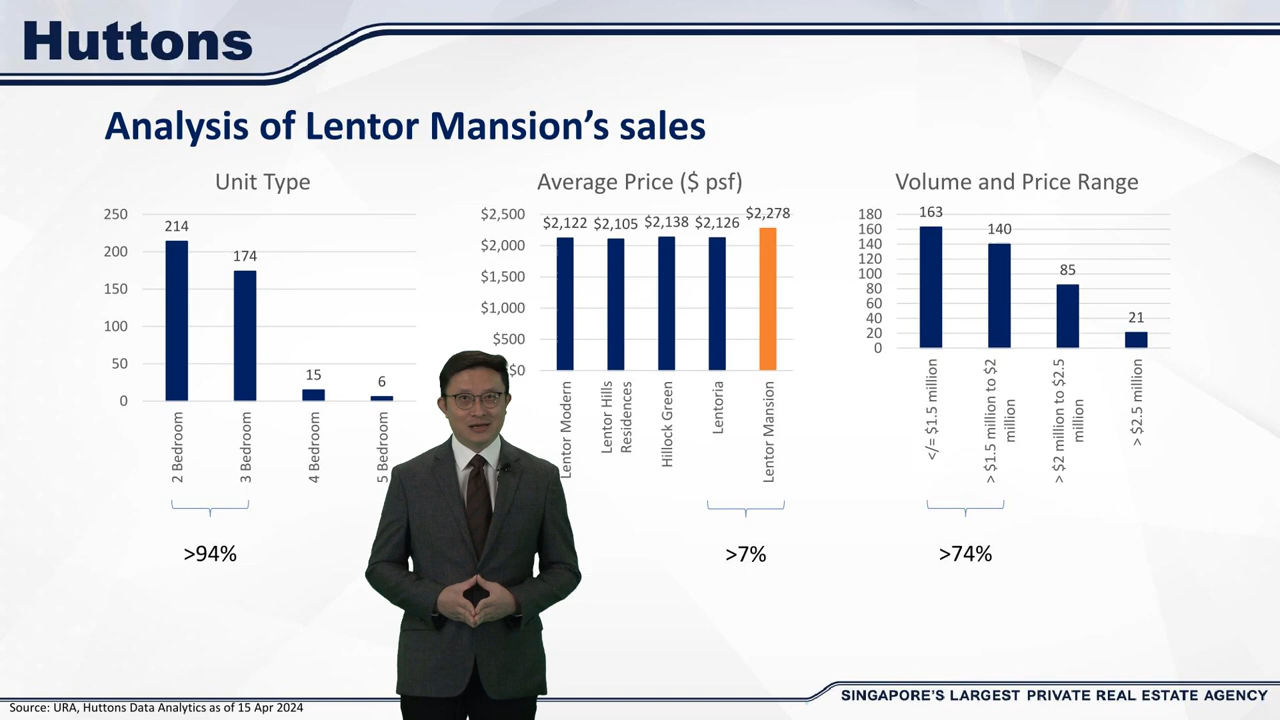 Huttons
Analysis of Lentor Mansion's sales
Unit Type
250
200
150
100
50
0
214
174
15
6
2 Bedroom
3 Bedroom
4 Bedroom
5 Bedroom
>94%
Average Price ($ psf)
$2,500
$2,000
$1,500
$1,000
$500
$0
$2,122
$2,105
$2,138
$2,126
$2,278
Lentor Modern
Lentor Hills
Residences
Hillock Green
Lentoria
Lentor Mansion
>7%
Volume and Price Range
180
160
140
120
100
80
60
40
20
0
163
140
85
21
</= $1.5 million
> $1.5 million to $2
million
> $2 million to $2.5
million
> $2.5 million
>74%
SINGAPORE'S LARGEST PRIVATE REAL ESTATE AGENCY
Source: URA, Huttons Data Analytics as of 15 Apr 2024